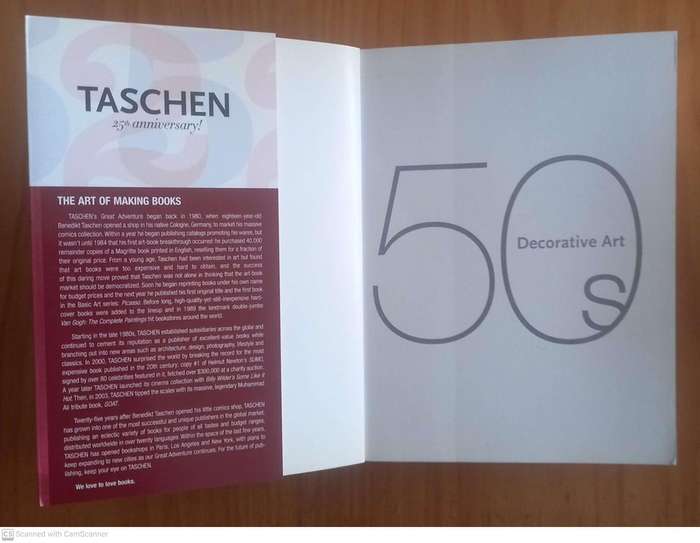 TASCHEN
25th anniversary!
THE ART OF MAKING BOOKS
TASCHEN's Great Adventure began back in 1980, when eighteen-year-old
Benedikt Taschen opened a shop in his native Cologne, Germany, to market his massive
comics collection. Within a year he began publishing catalogs promoting his wares, but
it wasn't until 1984 that his first art-book breakthrough occurred: he purchased 40,000
remainder copies of a Magritte book printed in English, reselling them for a fraction of
their original price. From a young age, Taschen had been interested in art but found
that art books were too expensive and hard to obtain, and the success
of this daring move proved that Taschen was not alone in thinking that the art-book
market should be democratized. Soon he began reprinting books under his own name
for budget prices and the next year he published his first original title and the first book
in the Basic Art series: Picasso. Before long, high-quality-yet-still-inexpensive hard-
cover books were added to the lineup and in 1989 the landmark double-jumbo
Van Gogh: The Complete Paintings hit bookstores around the world.
Starting in the late 1980s, TASCHEN established subsidiaries across the globe and
continued to cement its reputation as a publisher of excellent-value books while
branching out into new areas such as architecture, design, photography, lifestyle and
classics. In 2000, TASCHEN surprised the world by breaking the record for the most
expensive book published in the 20th century: copy #1 of Helmut Newton's SUMO,
signed by over 80 celebrities featured in it, fetched over $300,000 at a charity auction.
A year later TASCHEN launched its cinema collection with Billy Wilder's Some Like It
Hot. Then, in 2003, TASCHEN tipped the scales with its massive, legendary Muhammad
Ali tribute book, GOAT.
Twenty-five years after Benedikt Taschen opened his little comics shop, TASCHEN
has grown into one of the most successful and unique publishers in the global market,
publishing an eclectic variety of books for people of all tastes and budget ranges,
distributed worldwide in over twenty languages. Within the space of the last few years,
TASCHEN has opened bookshops in Paris, Los Angeles and New York, with plans to
keep expanding to new cities as our Great Adventure continues. For the future of pub-
lishing, keep your eye on TASCHEN.
We love to love books.
50s
Decorative Art
CS Scanned with CamScanner